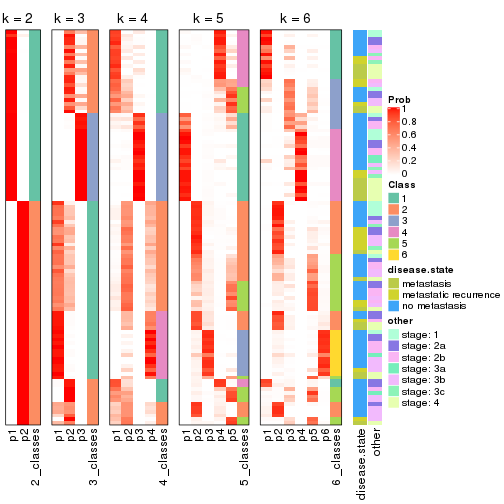 k = 2
k = 3
k = 4
k = 5
k = 6
Prob
1
0.8
0.6
0.4
0.2
0
Class
1
2
3
4
5
6
disease.state
metastasis
metastatic recurrence
no metastasis
other
stage: 1
stage: 2a
stage: 2b
stage: 3a
stage: 3b
stage: 3c
stage: 4
p1
p2
2_classes
p1
p2
p3
3_classes
p1
p2
p3
p4
4_classes
p1
p2
p3
p4
p5
5_classes
p1
p2
p3
p4
p5
p6
6_classes
disease.state
other